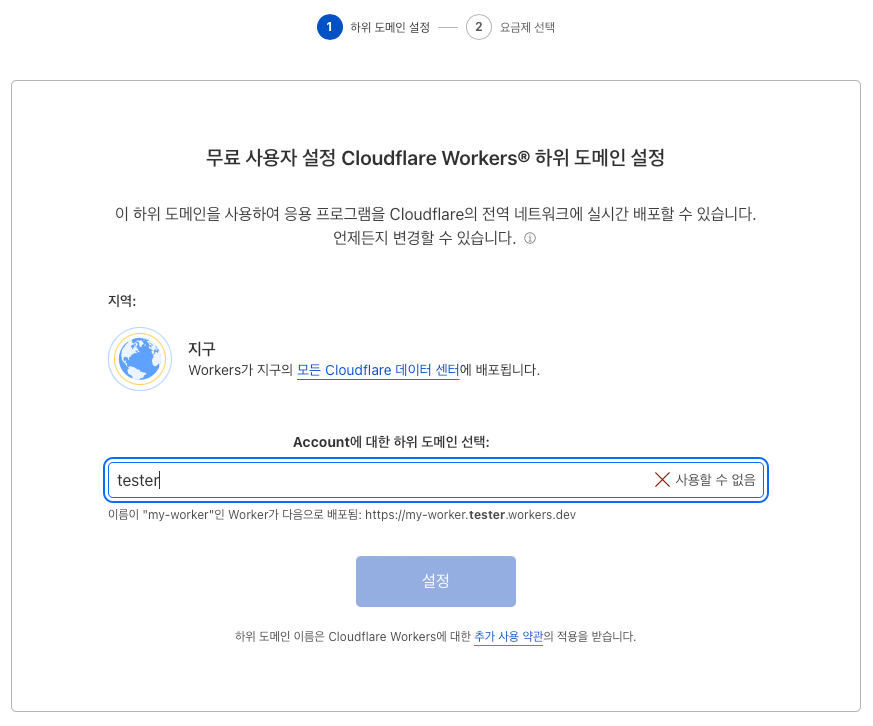 1 하위 도메인 설정 2 요금제 선택
무료 사용자 설정 Cloudflare Workers® 하위 도메인 설정
이 하위 도메인을 사용하여 응용 프로그램을 Cloudflare의 전역 네트워크에 실시간 배포할 수 있습니다.
언제든지 변경할 수 있습니다.
지역:
지구
Workers가 지구의 모든 Cloudflare 데이터 센터에 배포됩니다.
Account에 대한 하위 도메인 선택:
tester 사용할 수 없음
이름이 "my-worker"인 Worker가 다음으로 배포됨: https://my-worker.tester.workers.dev
설정
하위 도메인 이름은 Cloudflare Workers에 대한 추가 사용 약관의 적용을 받습니다.